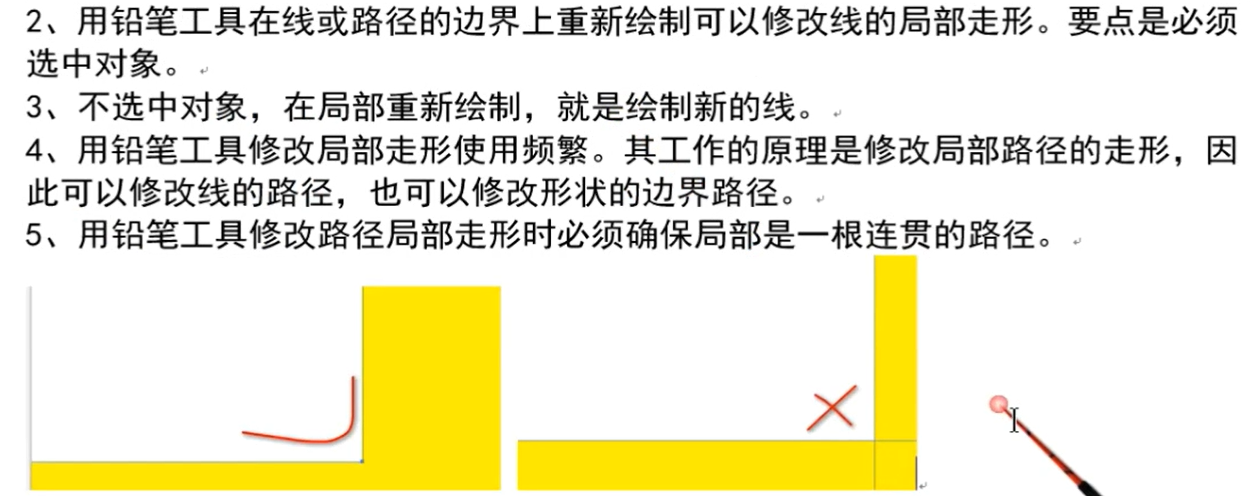 2、用铅笔工具在线或路径的边界上重新绘制可以修改线的局部走形。要点是必须
选中对象。
3、不选中对象，在局部重新绘制，就是绘制新的线。
4、用铅笔工具修改局部走形使用频繁。其工作的原理是修改局部路径的走形，因
此可以修改线的路径，也可以修改形状的边界路径。
5、用铅笔工具修改路径局部走形时必须确保局部是一根连贯的路径。